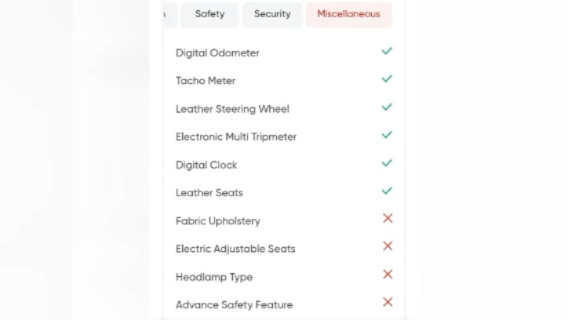 Safety Security Miscellaneous
Digital Odometer
Tacho Meter
Leather Steering Wheel
Electronic Multi Tripmeter
Digital Clock
Leather Seats
Fabric Upholstery
Electric Adjustable Seats
Headlamp Type
Advance Safety Feature